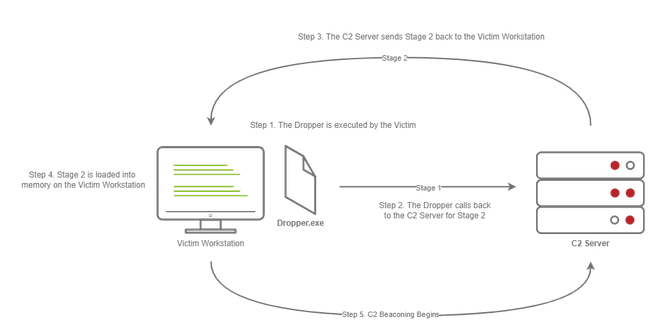 Step 3. The C2 Server sends Stage 2 back to the Victim Workstation
Stage 2
Step 1. The Dropper is executed by the Victim
Step 4. Stage 2 is loaded into
memory on the Victim Workstation
Dropper.exe
Victim Workstation
Stage 1
Step 2. The Dropper calls back
to the C2 Server for Stage 2
C2 Server
Step 5. C2 Beaconing Begins